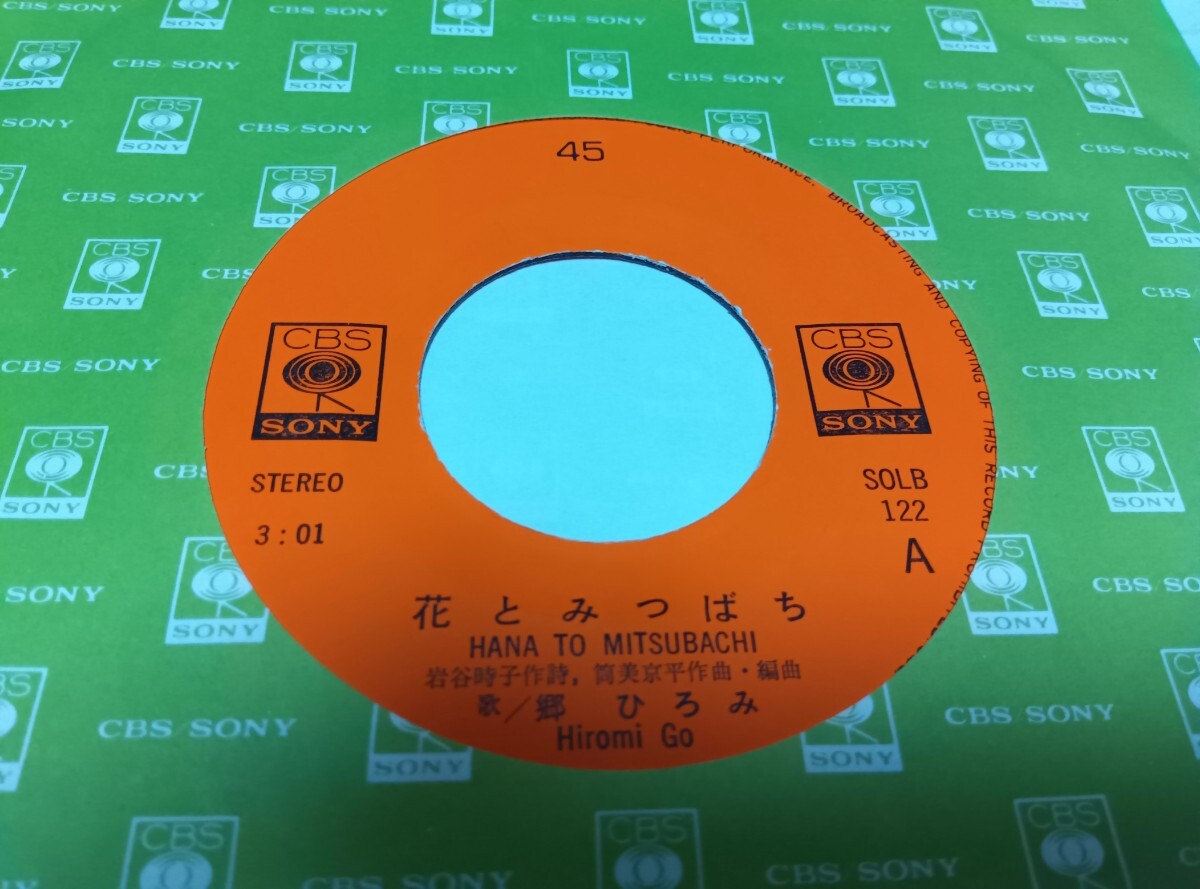 45
PERFORMANCE, BROADCASTING AND COPYING OF THIS RECORD
CBS
SONY
CBS
SONY
STEREO
3:01
SOLB
122
A
花とみつばち
HANA TO MITSUBACHI
岩谷時子作詩, 筒美京平作曲・編曲
歌/郷 ひろみ
Hiromi Go
CBS/SONY